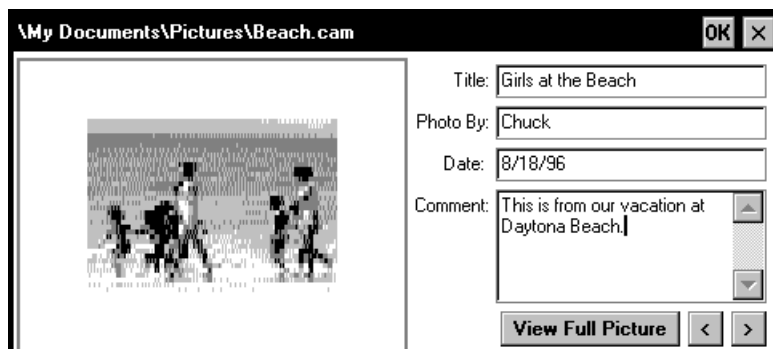 \My Documents\Pictures\Beach.cam
OK ×
Title: Girls at the Beach
Photo By: Chuck
Date: 8/18/96
Comment: This is from our vacation at
Daytona Beach.
View Full Picture < >